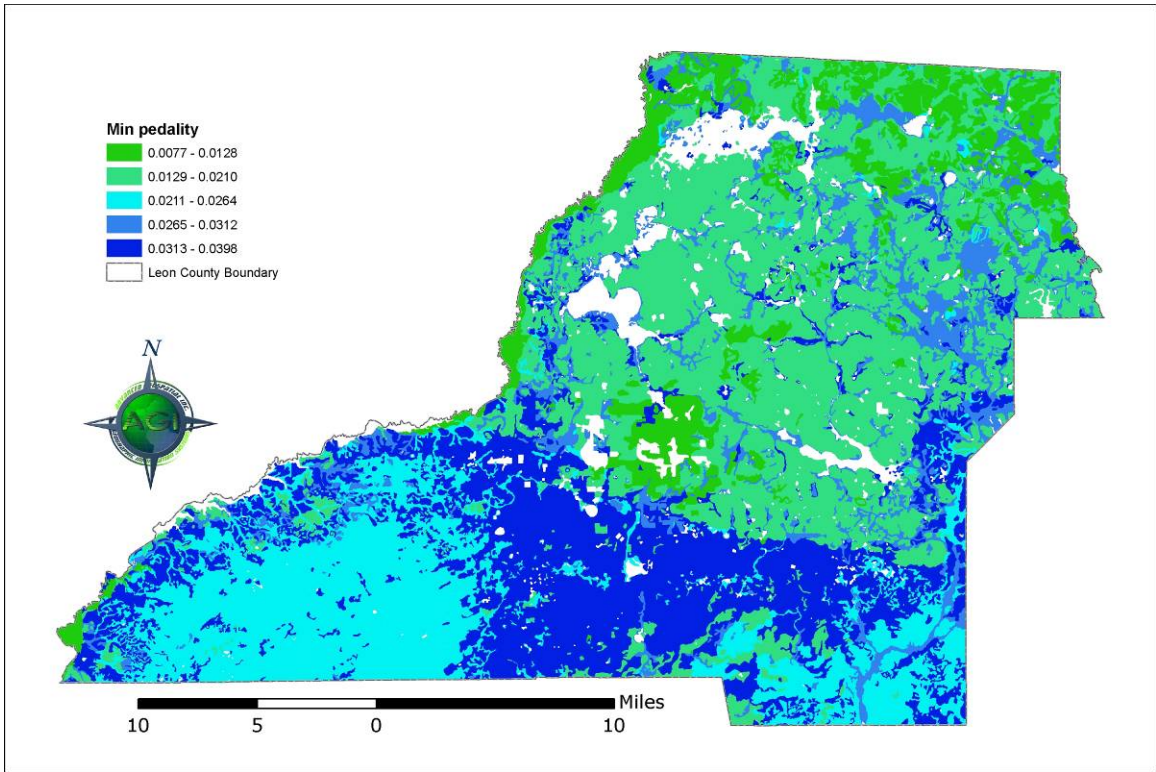 Min pedality
0.0077 - 0.0128
0.0129 - 0.0210
0.0211 - 0.0264
0.0265 - 0.0312
0.0313 - 0.0398
Leon County Boundary
N
AGI
Miles
10 5 0 10